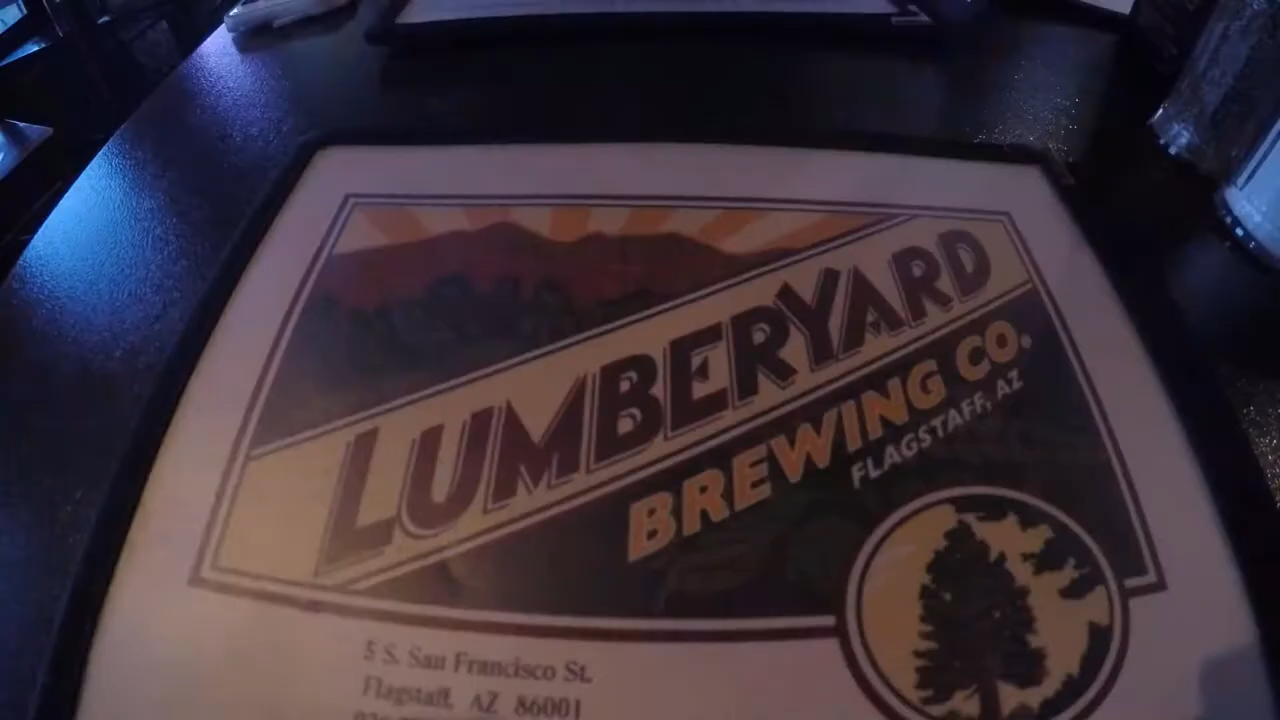 LUMBERYARD
BREWING CO.
FLAGSTAFF, AZ
5 S. San Francisco St.
Flagstaff, AZ 86001